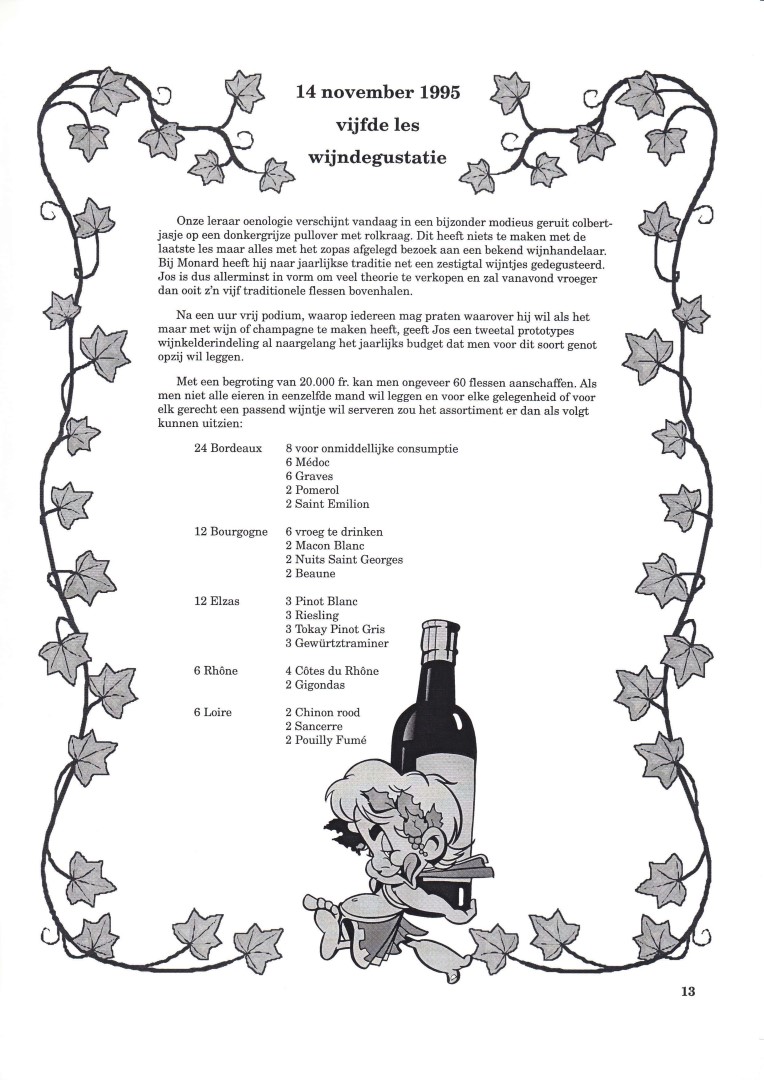 14 november 1995
vijfde les
wijndegustatie
Onze leraar oenologie verschijnt vandaag in een bijzonder modieus geruit colbert-
jasje op een donkergrijze pullover met rolkraag. Dit heeft niets te maken met de
laatste les maar alles met het zopas afgelegd bezoek aan een bekend wijnhandelaar.
Bij Monard heeft hij naar jaarlijkse traditie net een zestigtal wijntjes gedegusteerd.
Jos is dus allerminst in vorm om veel theorie te verkopen en zal vanavond vroeger
dan ooit z'n vijf traditionele flessen bovenhalen.
Na een uur vrij podium, waarop iedereen mag praten waarover hij wil als het
maar met wijn of champagne te maken heeft, geeft Jos een tweetal prototypes
wijnkelderindeling al naargelang het jaarlijks budget dat men voor dit soort genot
opzij wil leggen.
Met een begroting van 20.000 fr. kan men ongeveer 60 flessen aanschaffen. Als
men niet alle eieren in eenzelfde mand wil leggen en voor elke gelegenheid of voor
elk gerecht een passend wijntje wil serveren zou het assortiment er dan als volgt
kunnen uitzien:
24 Bordeaux 8 voor onmiddellijke consumptie
6 Médoc
6 Graves
2 Pomerol
2 Saint Emilion
12 Bourgogne 6 vroeg te drinken
2 Macon Blanc
2 Nuits Saint Georges
2 Beaune
12 Elzas 3 Pinot Blanc
3 Riesling
3 Tokay Pinot Gris
3 Gewürtztraminer
6 Rhône 4 Côtes du Rhône
2 Gigondas
6 Loire 2 Chinon rood
2 Sancerre
2 Pouilly Fumé
13